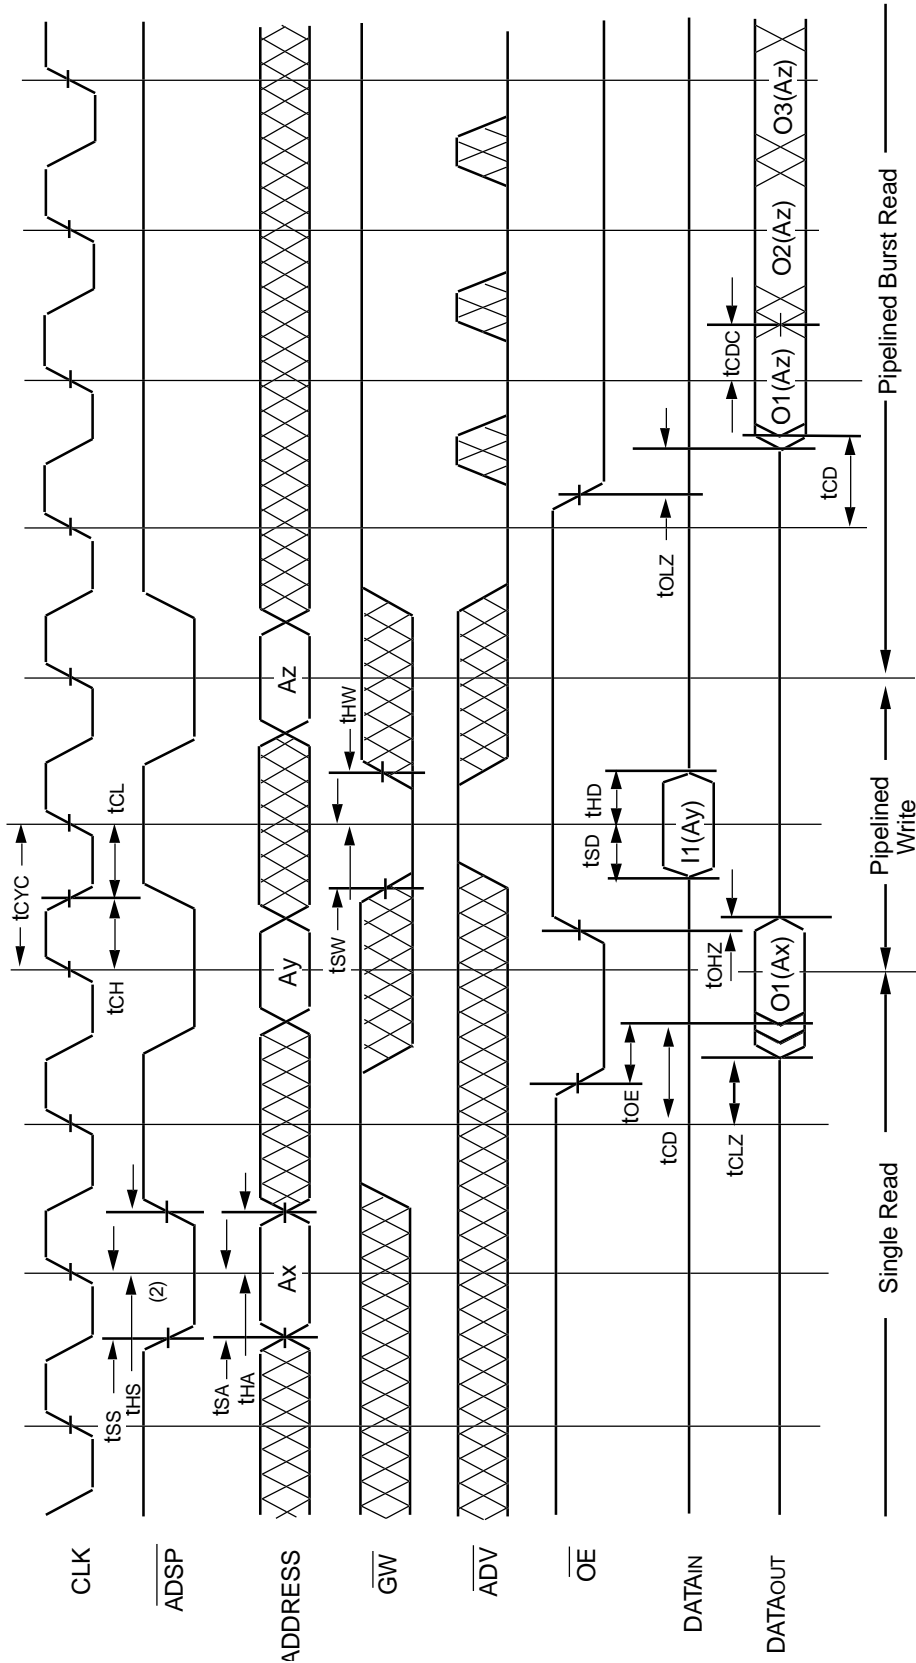 CLK
tCYC
tCH
tCL
ADSP
tSS
tHS
(2)
ADDRESS
tSA
tHA
Ax
Ay
Az
GW
tSW
tHW
ADV
OE
tOE
tOHZ
tOLZ
DATAIN
tCD
tSD
tHD
I1(Ay)
DATAOUT
tCLZ
O1(Ax)
tCD
tCDC
O1(Az)
O2(Az)
O3(Az)
Single Read
Pipelined
Write
Pipelined Burst Read